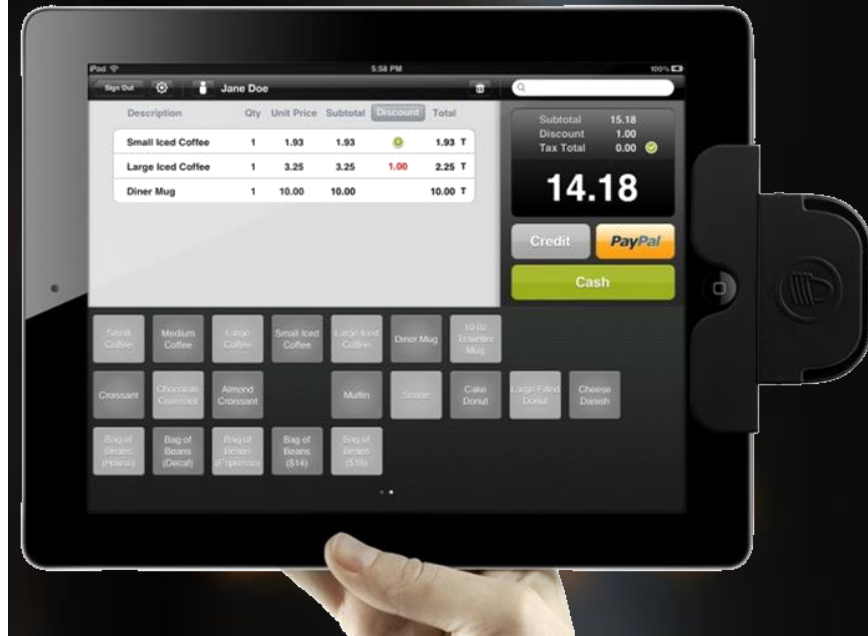 iPad 5:58 PM 100%
Sign Out Jane Doe
Description Qty Unit Price Subtotal Discount Total
Small Iced Coffee 1 1.93 1.93 1.93 T
Large Iced Coffee 1 3.25 3.25 1.00 2.25 T
Diner Mug 1 10.00 10.00 10.00 T
Subtotal 15.18
Discount 1.00
Tax Total 0.00
14.18
Credit PayPal
Cash
Small Coffee
Medium Coffee
Large Coffee
Small Iced Coffee
Large Iced Coffee
Diner Mug
10 Oz Traveller Mug
Croissant
Chocolate Croissant
Almond Croissant
Muffin
Scone
Cake Donut
Large Filled Donut
Cheese Danish
Bag of Beans (House)
Bag of Beans (Decaf)
Bag of Beans (Espresso)
Bag of Beans ($14)
Bag of Beans